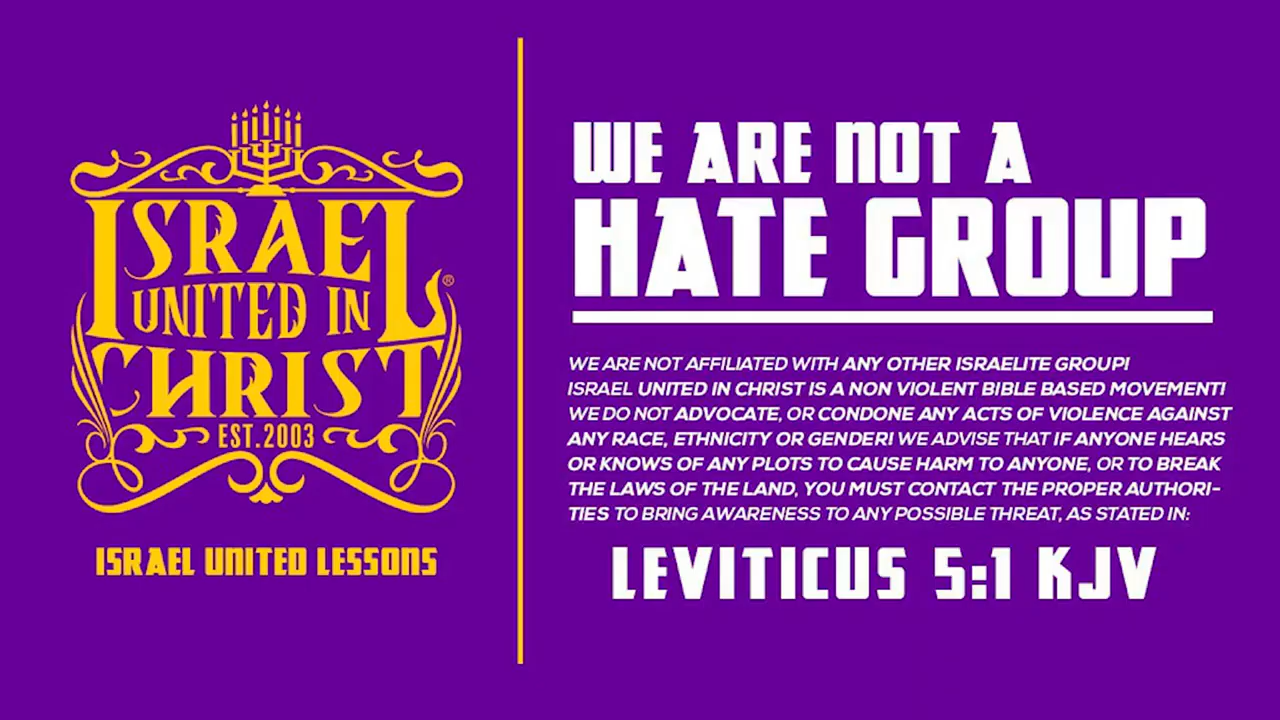 ISRAEL
UNITED IN
CHRIST
®
EST.2003
ISRAEL UNITED LESSONS
WE ARE NOT A
HATE GROUP
WE ARE NOT AFFILIATED WITH ANY OTHER ISRAELITE GROUP!
ISRAEL UNITED IN CHRIST IS A NON VIOLENT BIBLE BASED MOVEMENT!
WE DO NOT ADVOCATE, OR CONDONE ANY ACTS OF VIOLENCE AGAINST
ANY RACE, ETHNICITY OR GENDER! WE ADVISE THAT IF ANYONE HEARS
OR KNOWS OF ANY PLOTS TO CAUSE HARM TO ANYONE, OR TO BREAK
THE LAWS OF THE LAND, YOU MUST CONTACT THE PROPER AUTHORI-
TIES TO BRING AWARENESS TO ANY POSSIBLE THREAT, AS STATED IN:
LEVITICUS 5:1 KJV